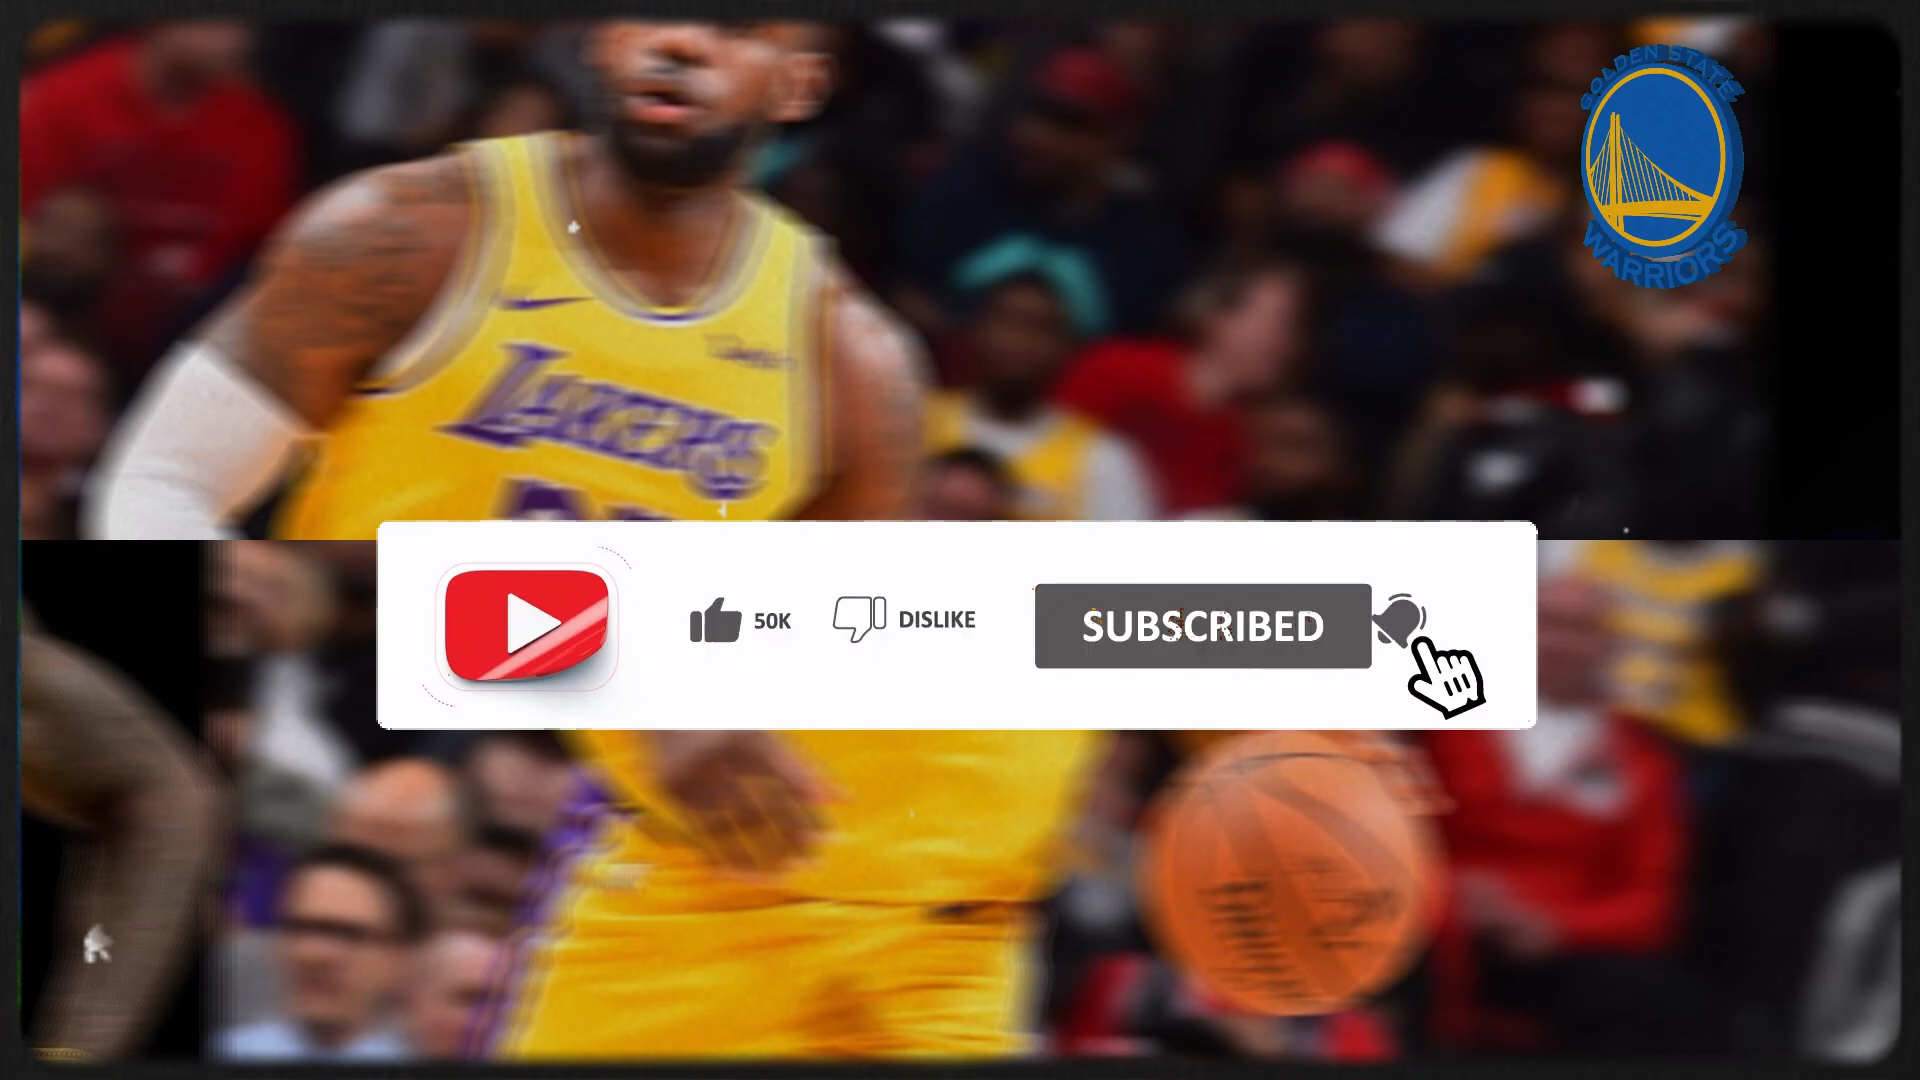 GOLDEN STATE
WARRIORS
LAKERS
50K
DISLIKE
SUBSCRIBED